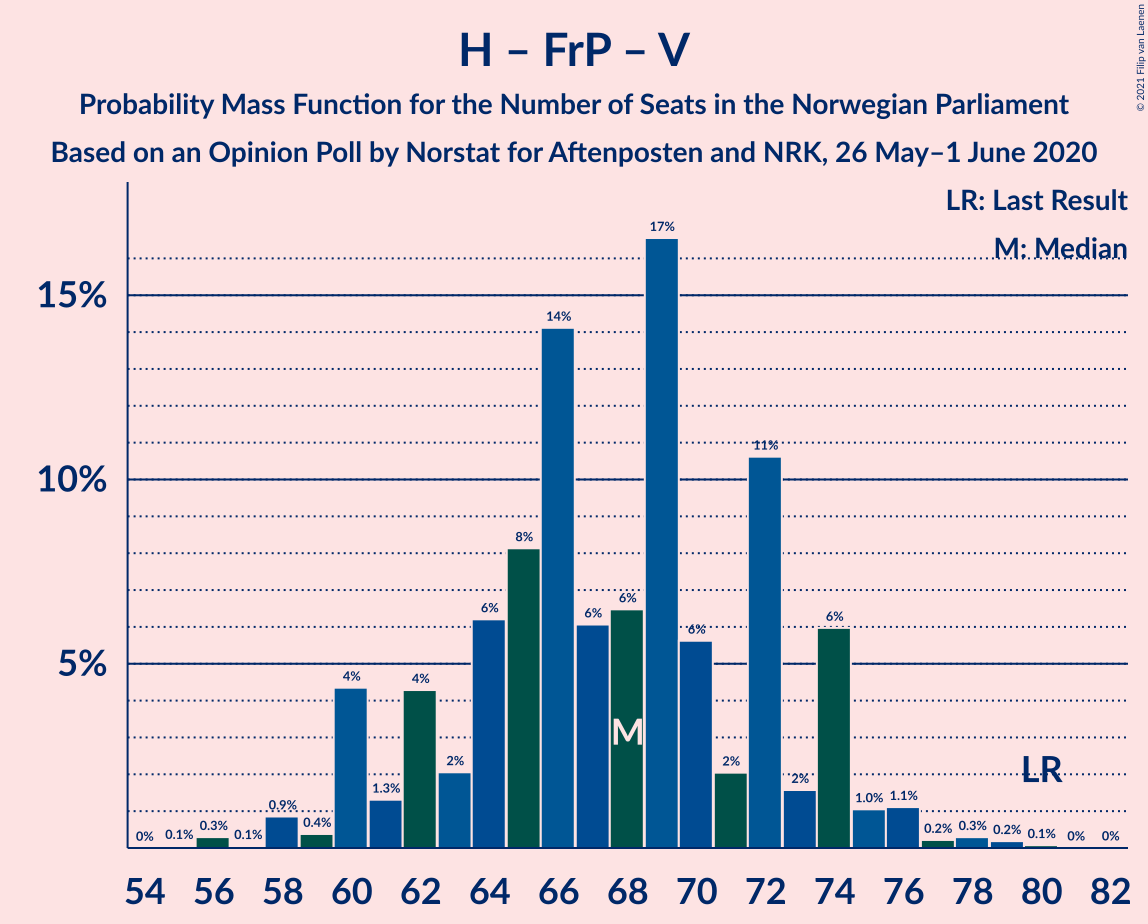 H – FrP – V
Probability Mass Function for the Number of Seats in the Norwegian Parliament
Based on an Opinion Poll by Norstat for Aftenposten and NRK, 26 May–1 June 2020
© 2021 Filip van Laenen
LR: Last Result
M: Median
15%
10%
5%
0% 0.1% 0.3% 0.1% 0.9% 0.4% 4% 1.3% 4% 2% 6% 8% 14% 6% 6% 17% 6% 2% 11% 2% 6% 1.0% 1.1% 0.2% 0.3% 0.2% 0.1% 0% 0%
M
LR
54 56 58 60 62 64 66 68 70 72 74 76 78 80 82